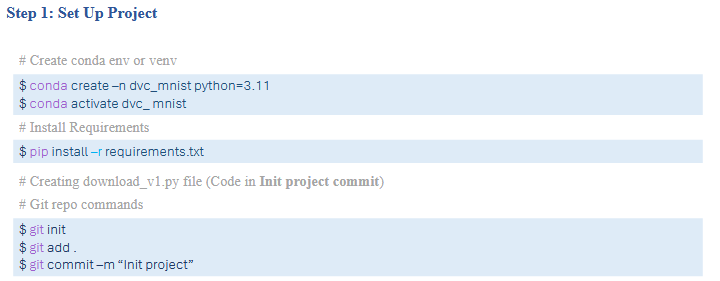 Step 1: Set Up Project
# Create conda env or venv
$ conda create –n dvc_mnist python=3.11
$ conda activate dvc_ mnist
# Install Requirements
$ pip install –r requirements.txt
# Creating download_v1.py file (Code in Init project commit)
# Git repo commands
$ git init
$ git add .
$ git commit –m “Init project”